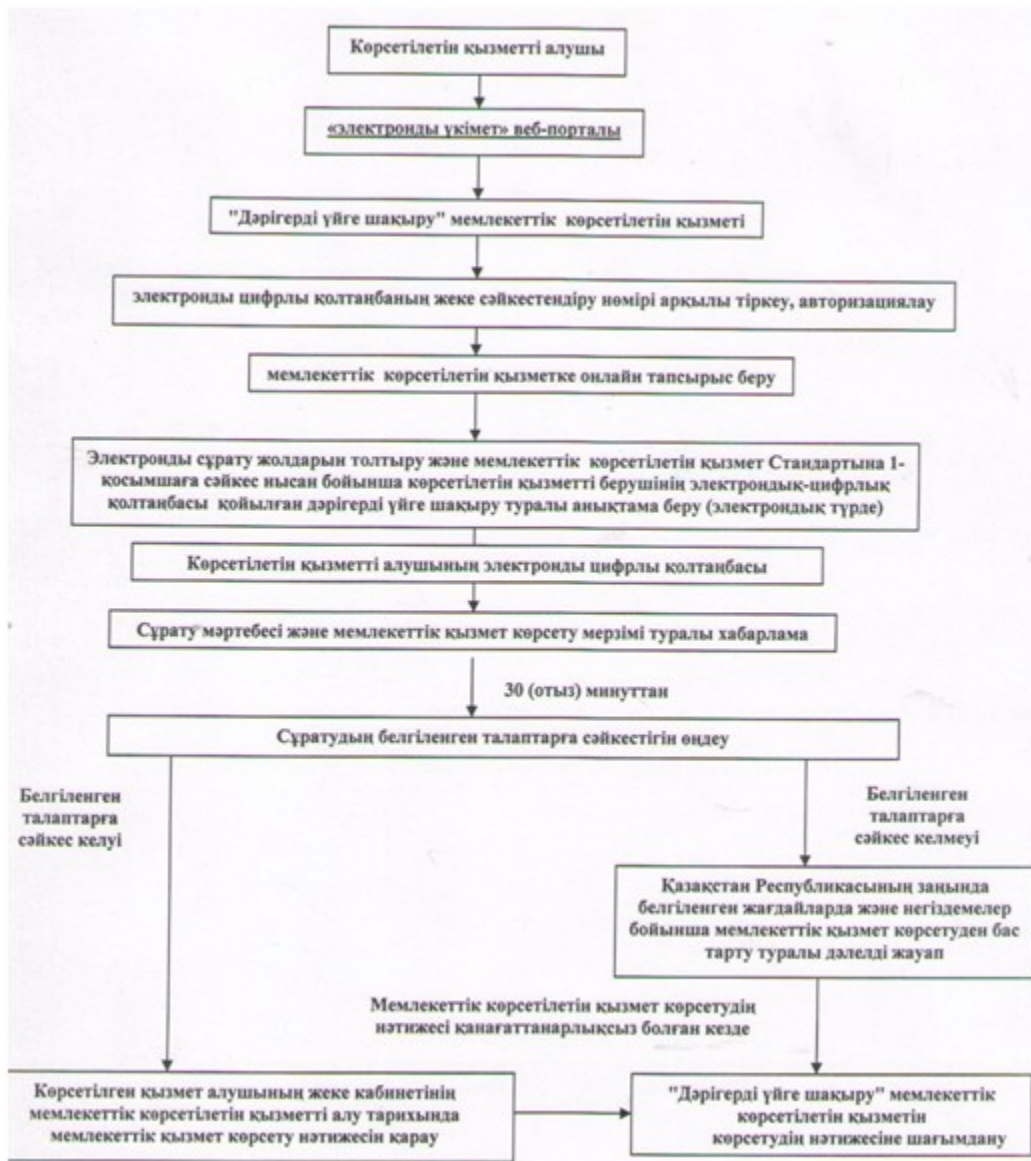 Көрсетілетін қызметті алушы
«электронды үкімет» веб-порталы
"Дәрігерді үйге шақыру" мемлекеттік көрсетілетін қызметі
электронды цифрлы қолтаңбаның жеке сәйкестендіру нөмірі арқылы тіркеу, авторизациялау
мемлекеттік көрсетілетін қызметке онлайн тапсырыс беру
Электронды сұрату жолдарын толтыру және мемлекеттік көрсетілетін қызмет Стандартына 1-
қосымшаға сәйкес нысан бойынша көрсетілетін қызметті берушінің электрондық-цифрлық
қолтаңбасы қойылған дәрігерді үйге шақыру туралы анықтама беру (электрондық түрде)
Көрсетілетін қызметті алушының электронды цифрлы қолтаңбасы
Сұрату мәртебесі және мемлекеттік қызмет көрсету мерзімі туралы хабарлама
30 (отыз) минуттан
Сұратудың белгіленген талаптарға сәйкестігін өңдеу
Белгіленген
талаптарға
сәйкес келуі
Белгіленген
талаптарға
сәйкес келмеуі
Қазақстан Республикасының заңында
белгіленген жағдайларда және негіздемелер
бойынша мемлекеттік қызмет көрсетуден бас
тарту туралы дәлелді жауап
Мемлекеттік көрсетілетін қызмет көрсетудің
нәтижесі қанағаттанарлықсыз болған кезде
Көрсетілген қызмет алушының жеке кабинетінің
мемлекеттік көрсетілетін қызметті алу тарихында
мемлекеттік қызмет көрсету нәтижесін қарау
"Дәрігерді үйге шақыру" мемлекеттік
көрсетілетін қызметін
көрсетудің нәтижесіне шағымдану